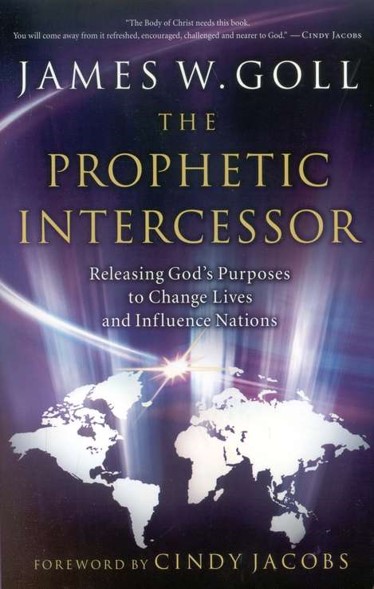 "The Body of Christ needs this book.
You will come away from it refreshed, encouraged, challenged and nearer to God." — CINDY JACOBS
JAMES W. GOLL
THE
PROPHETIC
INTERCESSOR
Releasing God's Purposes
to Change Lives
and Influence Nations
FOREWORD BY CINDY JACOBS